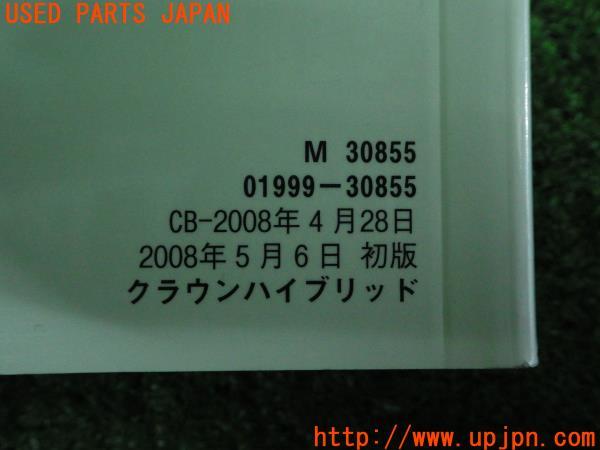 USED PARTS JAPAN
M 30855
01999-30855
CB-2008年4月28日
2008年5月6日 初版
クラウンハイブリッド
UPJ
http://www.upjpn.com/